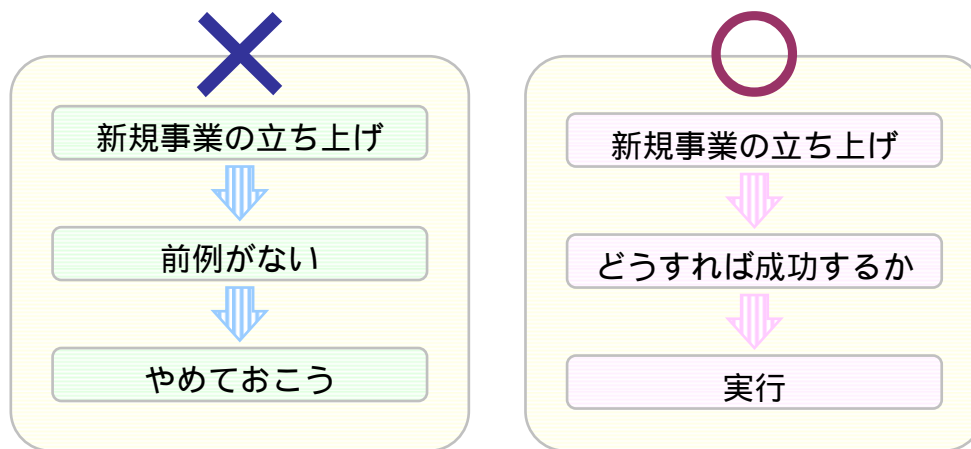 新規事業の立ち上げ
前例がない
やめておこう
新規事業の立ち上げ
どうすれば成功するか
実行